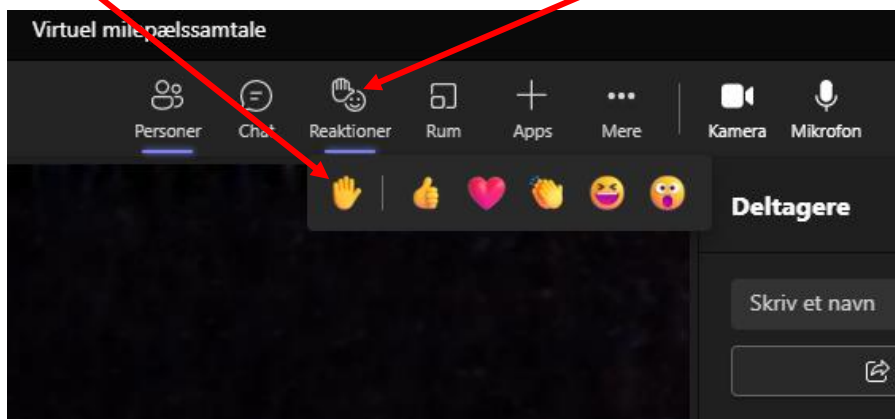 Virtuel milepælssamtale
Personer Chat Reaktioner Rum Apps Mere Kamera Mikrofon
Deltagere
Skriv et navn